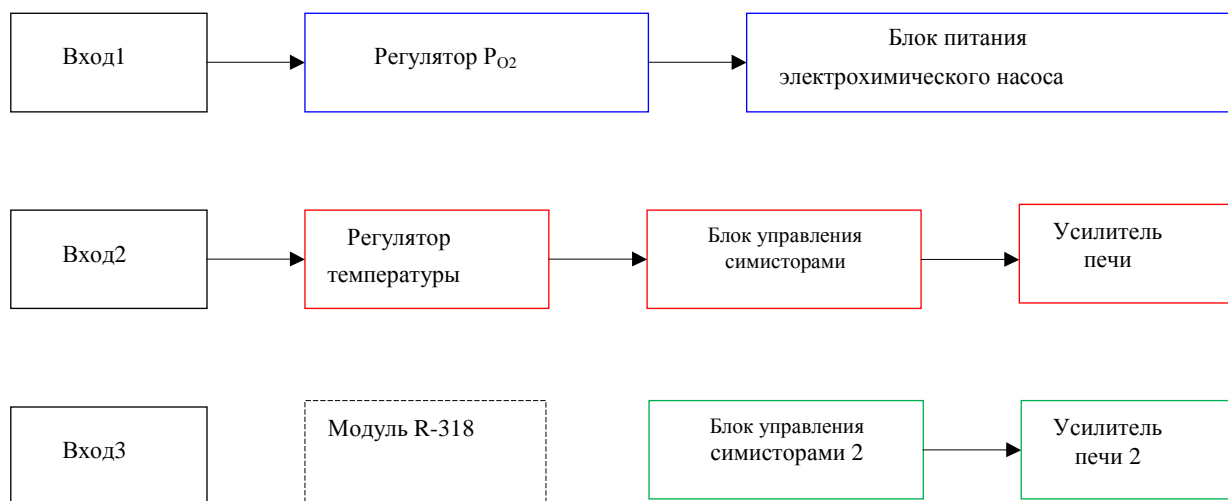 Вход1
Регулятор P_O2
Блок питания
электрохимического насоса
Вход2
Регулятор
температуры
Блок управления
симисторами
Усилитель
печи
Вход3
Модуль R-318
Блок управления
симисторами 2
Усилитель
печи 2